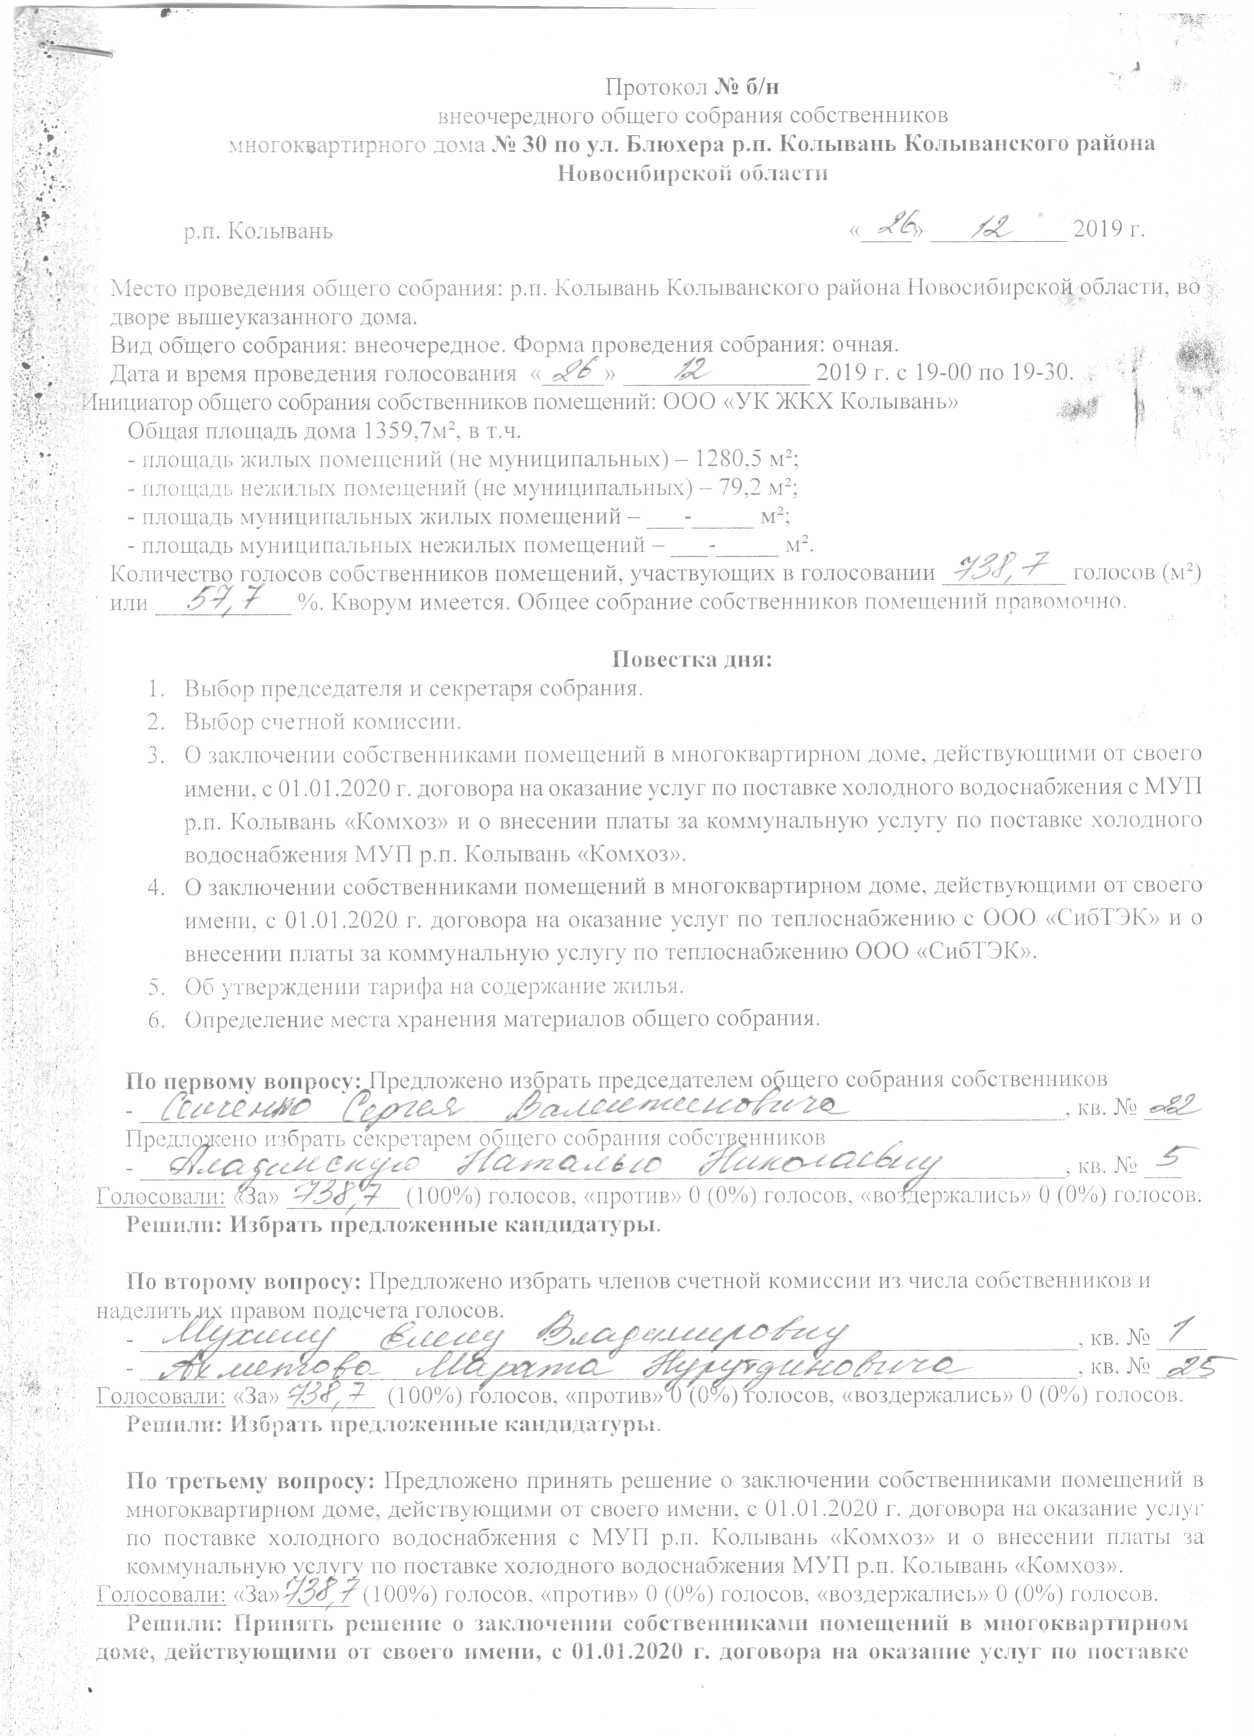 Протокол № б/н
внеочередного общего собрания собственников
многоквартирного дома № 30 по ул. Блюхера р.п. Колывань Колыванского района
Новосибирской области
р.п. Колывань «26» 12 2019 г.
Место проведения общего собрания: р.п. Колывань Колыванского района Новосибирской области, во
дворе вышеуказанного дома.
Вид общего собрания: внеочередное. Форма проведения собрания: очная.
Дата и время проведения голосования «26» 12 2019 г. с 19-00 по 19-30.
Инициатор общего собрания собственников помещений: ООО «УК ЖКХ Колывань»
Общая площадь дома 1359,7м², в т.ч.
- площадь жилых помещений (не муниципальных) – 1280,5 м²;
- площадь нежилых помещений (не муниципальных) – 79,2 м²;
- площадь муниципальных жилых помещений – ___-_____ м²;
- площадь муниципальных нежилых помещений – ___-_____ м².
Количество голосов собственников помещений, участвующих в голосовании 738,7 голосов (м²)
или 57,7 %. Кворум имеется. Общее собрание собственников помещений правомочно.
Повестка дня:
1. Выбор председателя и секретаря собрания.
2. Выбор счетной комиссии.
3. О заключении собственниками помещений в многоквартирном доме, действующими от своего
имени, с 01.01.2020 г. договора на оказание услуг по поставке холодного водоснабжения с МУП
р.п. Колывань «Комхоз» и о внесении платы за коммунальную услугу по поставке холодного
водоснабжения МУП р.п. Колывань «Комхоз».
4. О заключении собственниками помещений в многоквартирном доме, действующими от своего
имени, с 01.01.2020 г. договора на оказание услуг по теплоснабжению с ООО «СибТЭК» и о
внесении платы за коммунальную услугу по теплоснабжению ООО «СибТЭК».
5. Об утверждении тарифа на содержание жилья.
6. Определение места хранения материалов общего собрания.
По первому вопросу: Предложено избрать председателем общего собрания собственников
- Сергея Валентиновича, кв. № 22
Предложено избрать секретарем общего собрания собственников
- Аладинскую Наталью Николаевну, кв. № 5
Голосовали: «За» 738,7 (100%) голосов, «против» 0 (0%) голосов, «воздержались» 0 (0%) голосов.
Решили: Избрать предложенные кандидатуры.
По второму вопросу: Предложено избрать членов счетной комиссии из числа собственников и
наделить их правом подсчета голосов.
- Мухину Елену Владимировну, кв. № 1
- Ахметова Марата Нурутдиновича, кв. № 25
Голосовали: «За» 738,7 (100%) голосов, «против» 0 (0%) голосов, «воздержались» 0 (0%) голосов.
Решили: Избрать предложенные кандидатуры.
По третьему вопросу: Предложено принять решение о заключении собственниками помещений в
многоквартирном доме, действующими от своего имени, с 01.01.2020 г. договора на оказание услуг
по поставке холодного водоснабжения с МУП р.п. Колывань «Комхоз» и о внесении платы за
коммунальную услугу по поставке холодного водоснабжения МУП р.п. Колывань «Комхоз».
Голосовали: «За» 738,7 (100%) голосов, «против» 0 (0%) голосов, «воздержались» 0 (0%) голосов.
Решили: Принять решение о заключении собственниками помещений в многоквартирном
доме, действующими от своего имени, с 01.01.2020 г. договора на оказание услуг по поставке